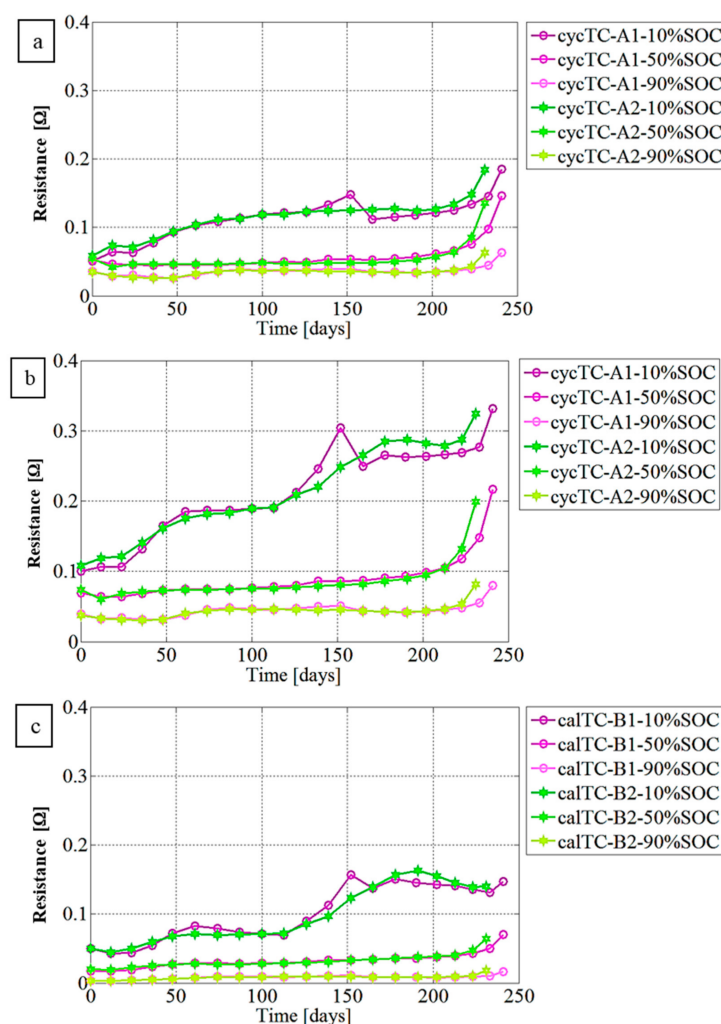 a
0.4
0.3
0.2
0.1
0
Resistance [Ω]
0
50
100
150
200
250
Time [days]
cycTC-A1-10%SOC
cycTC-A1-50%SOC
cycTC-A1-90%SOC
cycTC-A2-10%SOC
cycTC-A2-50%SOC
cycTC-A2-90%SOC
b
0.4
0.3
0.2
0.1
0
Resistance [Ω]
0
50
100
150
200
250
Time [days]
cycTC-A1-10%SOC
cycTC-A1-50%SOC
cycTC-A1-90%SOC
cycTC-A2-10%SOC
cycTC-A2-50%SOC
cycTC-A2-90%SOC
c
0.4
0.3
0.2
0.1
0
Resistance [Ω]
0
50
100
150
200
250
Time [days]
calTC-B1-10%SOC
calTC-B1-50%SOC
calTC-B1-90%SOC
calTC-B2-10%SOC
calTC-B2-50%SOC
calTC-B2-90%SOC